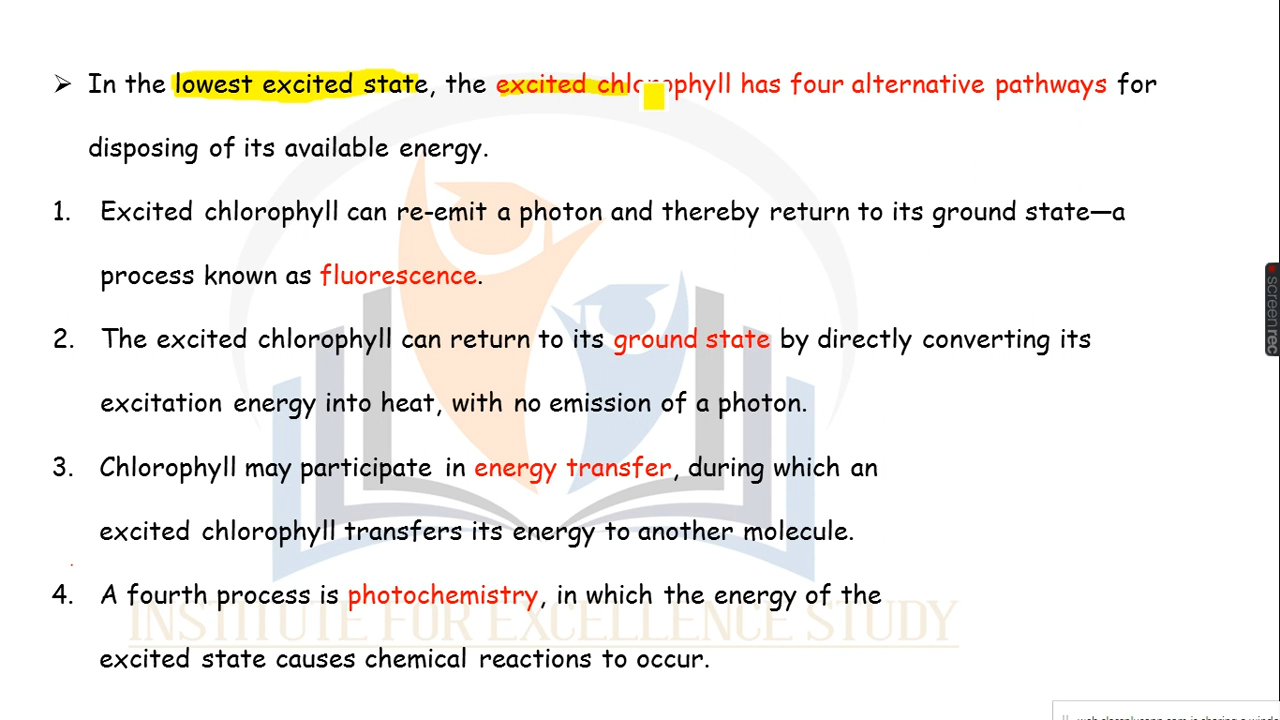 ➢ In the lowest excited state, the excited chlorophyll has four alternative pathways for
disposing of its available energy.
1. Excited chlorophyll can re-emit a photon and thereby return to its ground state—a
process known as fluorescence.
2. The excited chlorophyll can return to its ground state by directly converting its
excitation energy into heat, with no emission of a photon.
3. Chlorophyll may participate in energy transfer, during which an
excited chlorophyll transfers its energy to another molecule.
4. A fourth process is photochemistry, in which the energy of the
INSTITUTE FOR EXCELLENCE STUDY
excited state causes chemical reactions to occur.
screenrec